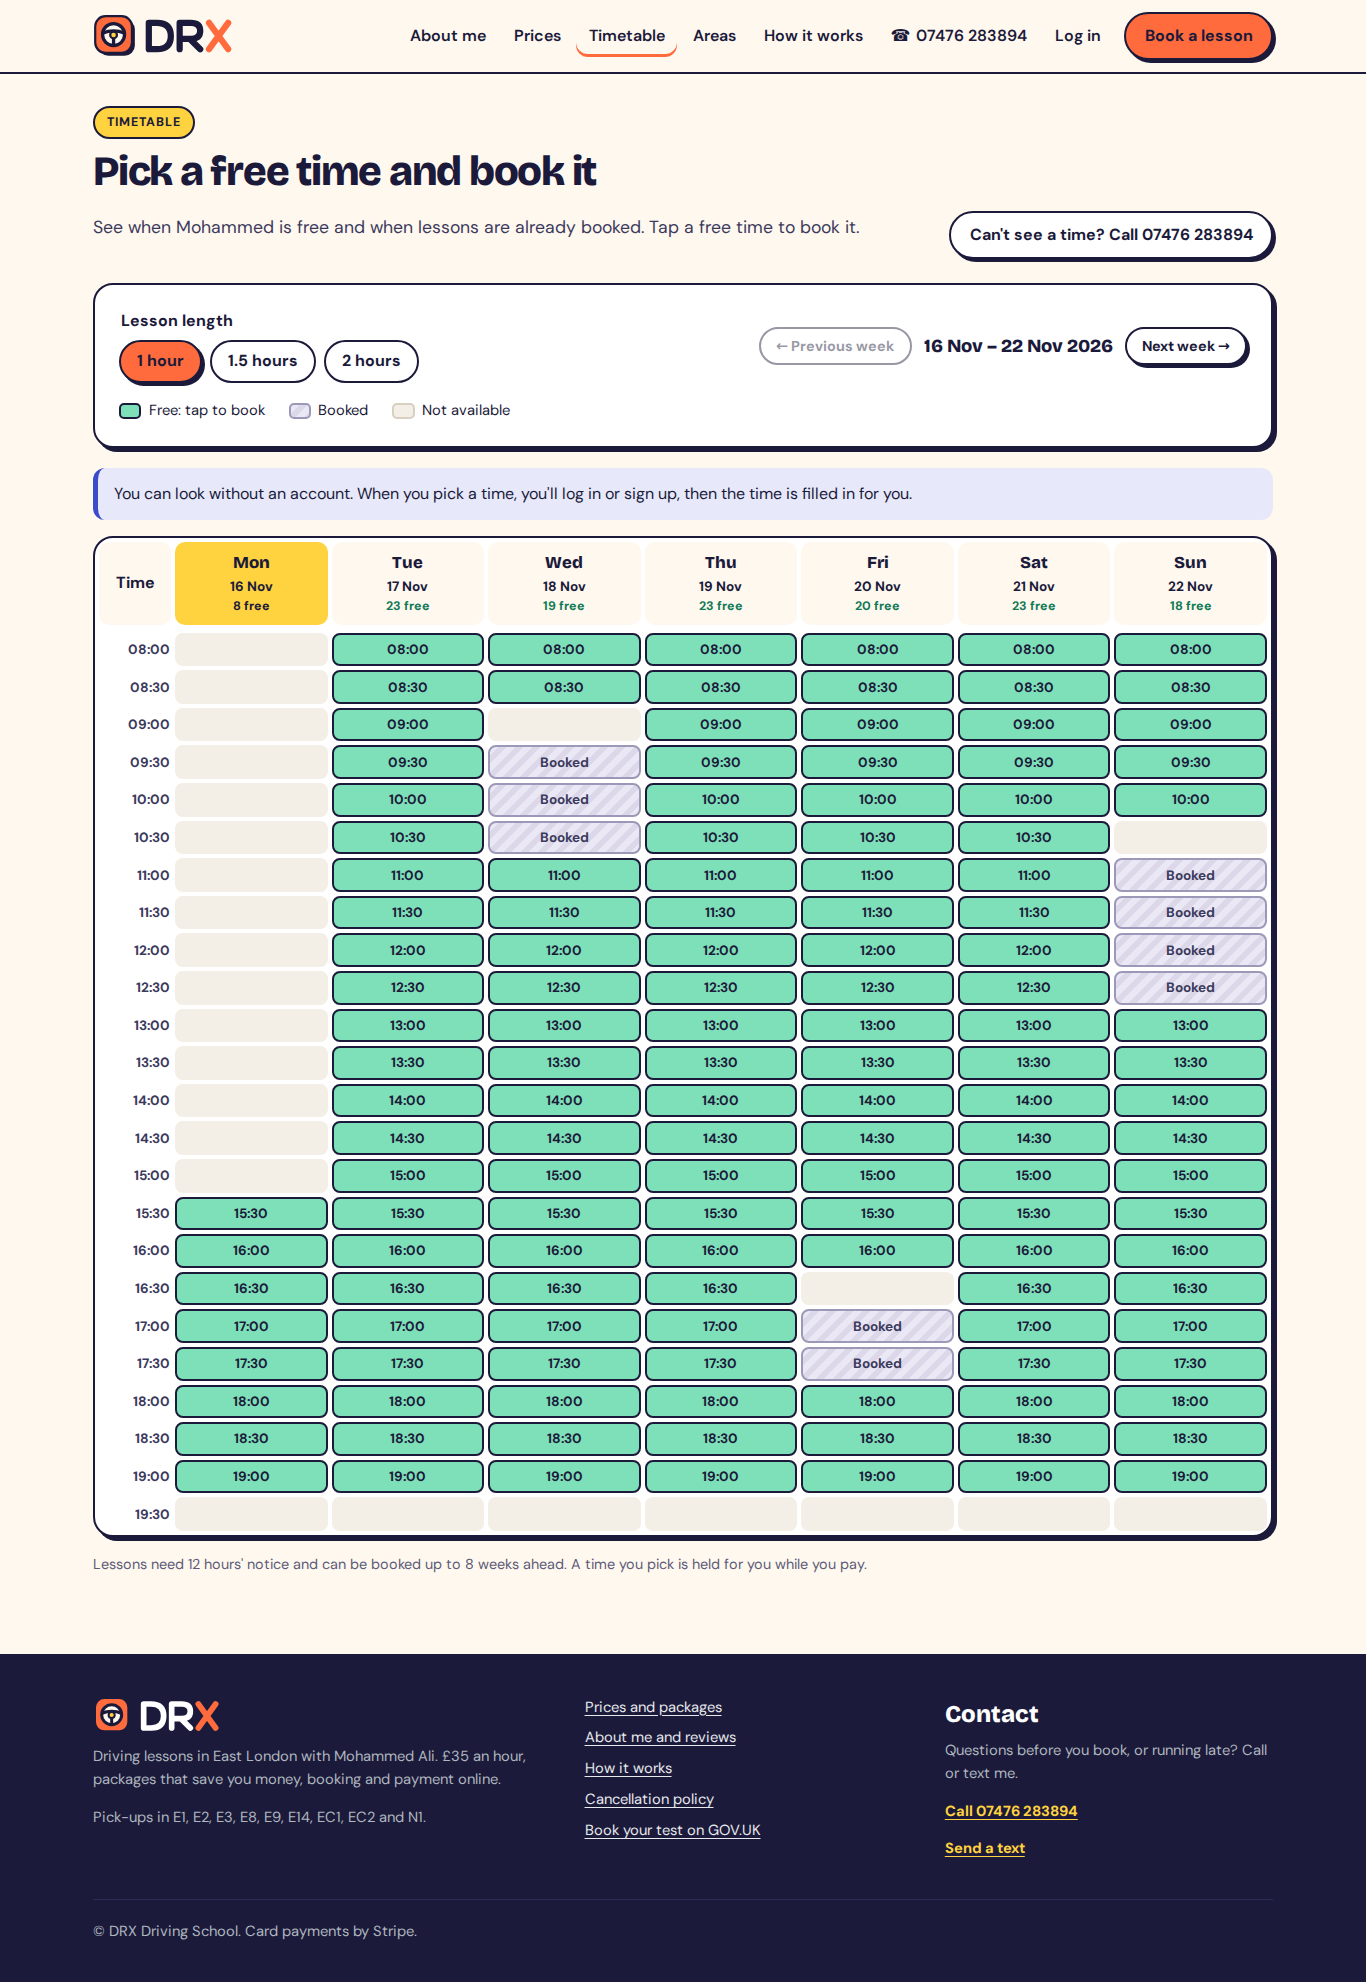 DRX
About me Prices Timetable Areas How it works ☎ 07476 283894 Log in Book a lesson
TIMETABLE
Pick a free time and book it
See when Mohammed is free and when lessons are already booked. Tap a free time to book it.
Can't see a time? Call 07476 283894
Lesson length
1 hour 1.5 hours 2 hours
← Previous week 16 Nov – 22 Nov 2026 Next week →
Free: tap to book Booked Not available
You can look without an account. When you pick a time, you'll log in or sign up, then the time is filled in for you.
Time Mon Tue Wed Thu Fri Sat Sun
16 Nov 17 Nov 18 Nov 19 Nov 20 Nov 21 Nov 22 Nov
8 free 23 free 19 free 23 free 20 free 23 free 18 free
08:00 08:00 08:00 08:00 08:00 08:00 08:00
08:30 08:30 08:30 08:30 08:30 08:30 08:30
09:00 09:00 09:00 09:00 09:00 09:00
09:30 09:30 Booked 09:30 09:30 09:30 09:30
10:00 10:00 Booked 10:00 10:00 10:00 10:00
10:30 10:30 Booked 10:30 10:30 10:30
11:00 11:00 11:00 11:00 11:00 11:00 Booked
11:30 11:30 11:30 11:30 11:30 11:30 Booked
12:00 12:00 12:00 12:00 12:00 12:00 Booked
12:30 12:30 12:30 12:30 12:30 12:30 Booked
13:00 13:00 13:00 13:00 13:00 13:00 13:00
13:30 13:30 13:30 13:30 13:30 13:30 13:30
14:00 14:00 14:00 14:00 14:00 14:00 14:00
14:30 14:30 14:30 14:30 14:30 14:30 14:30
15:00 15:00 15:00 15:00 15:00 15:00 15:00
15:30 15:30 15:30 15:30 15:30 15:30 15:30 15:30
16:00 16:00 16:00 16:00 16:00 16:00 16:00 16:00
16:30 16:30 16:30 16:30 16:30 16:30 16:30
17:00 17:00 17:00 17:00 17:00 Booked 17:00 17:00
17:30 17:30 17:30 17:30 17:30 Booked 17:30 17:30
18:00 18:00 18:00 18:00 18:00 18:00 18:00 18:00
18:30 18:30 18:30 18:30 18:30 18:30 18:30 18:30
19:00 19:00 19:00 19:00 19:00 19:00 19:00 19:00
19:30
Lessons need 12 hours' notice and can be booked up to 8 weeks ahead. A time you pick is held for you while you pay.
DRX
Driving lessons in East London with Mohammed Ali. £35 an hour,
packages that save you money, booking and payment online.
Pick-ups in E1, E2, E3, E8, E9, E14, EC1, EC2 and N1.
Prices and packages
About me and reviews
How it works
Cancellation policy
Book your test on GOV.UK
Contact
Questions before you book, or running late? Call
or text me.
Call 07476 283894
Send a text
© DRX Driving School. Card payments by Stripe.